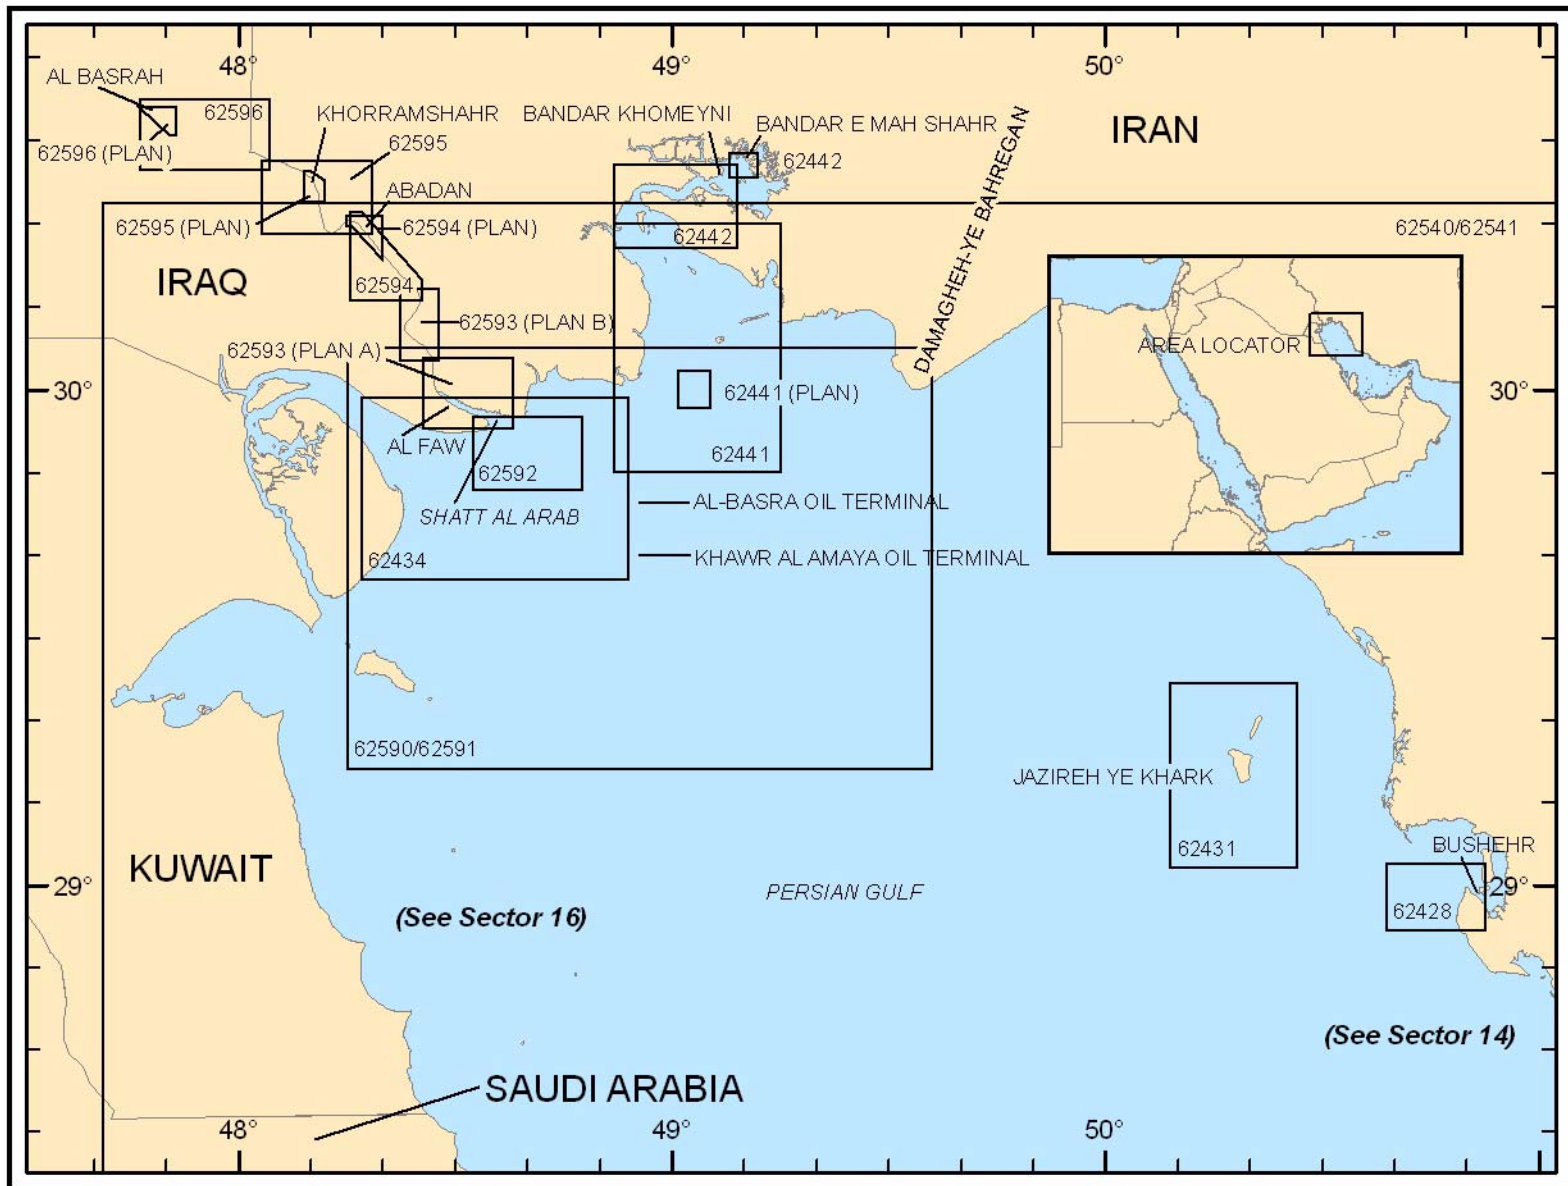 48°
49°
50°
AL BASRAH
62596
KHORRAMSHAHR
BANDAR KHOMEYNI
BANDAR E MAH SHAHR
IRAN
62595
62596 (PLAN)
62442
ABADAN
62595 (PLAN)
62594 (PLAN)
62442
DAMAGHEH-YE BAHREGAN
62540/62541
IRAQ
62594
62593 (PLAN B)
AREA LOCATOR
62593 (PLAN A)
30°
62441 (PLAN)
30°
AL FAW
62441
62592
AL-BASRA OIL TERMINAL
SHATT AL ARAB
62434
KHAWR AL AMAYA OIL TERMINAL
62590/62591
JAZIREH YE KHARK
62431
BUSHEHR
KUWAIT
29°
PERSIAN GULF
29°
(See Sector 16)
62428
(See Sector 14)
SAUDI ARABIA
48°
49°
50°